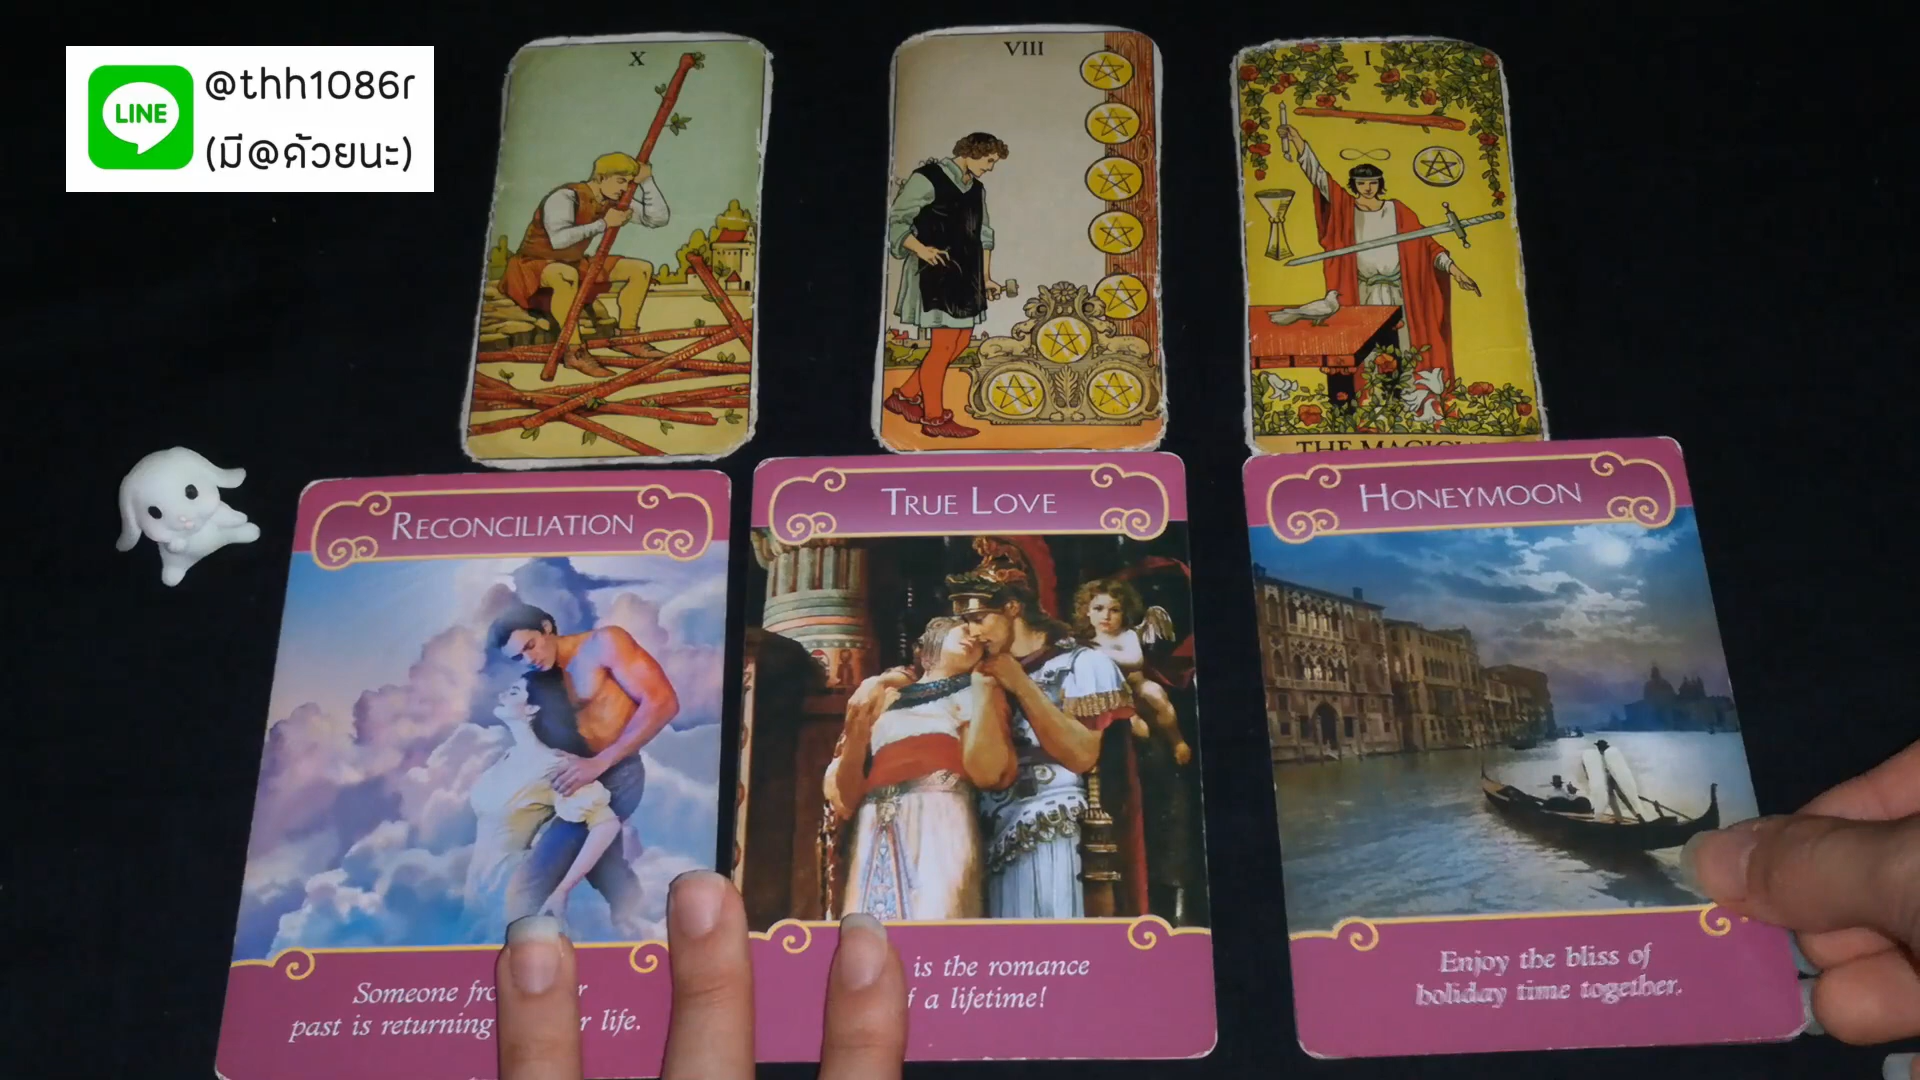 LINE
@thh1086r
(มี@ด้วยนะ)
X
VIII
I
THE
RECONCILIATION
TRUE LOVE
HONEYMOON
Someone
past is returning life.
is the romance
a lifetime!
Enjoy the bliss of
holiday time together.